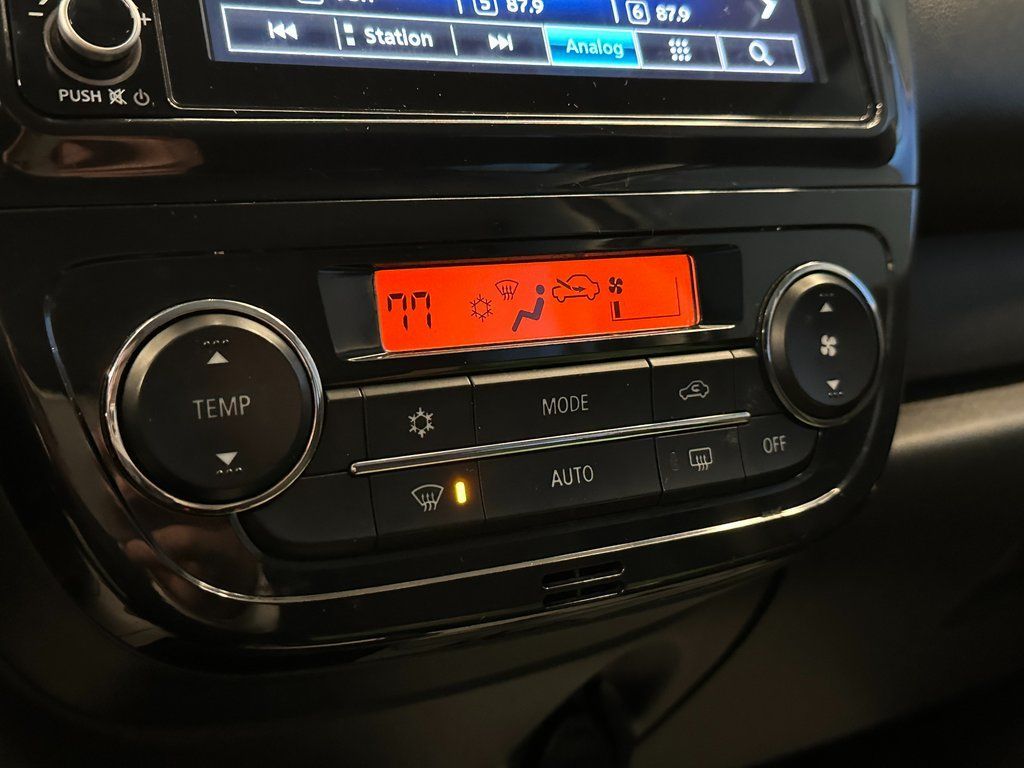 5 87.9
6 87.9
Station
Analog
PUSH
77
TEMP
MODE
AUTO
OFF